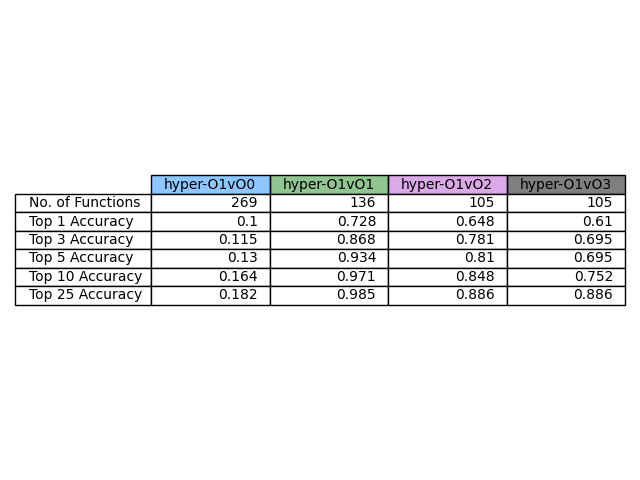 hyper-O1vO0 hyper-O1vO1 hyper-O1vO2 hyper-O1vO3
No. of Functions 269 136 105 105
Top 1 Accuracy 0.1 0.728 0.648 0.61
Top 3 Accuracy 0.115 0.868 0.781 0.695
Top 5 Accuracy 0.13 0.934 0.81 0.695
Top 10 Accuracy 0.164 0.971 0.848 0.752
Top 25 Accuracy 0.182 0.985 0.886 0.886